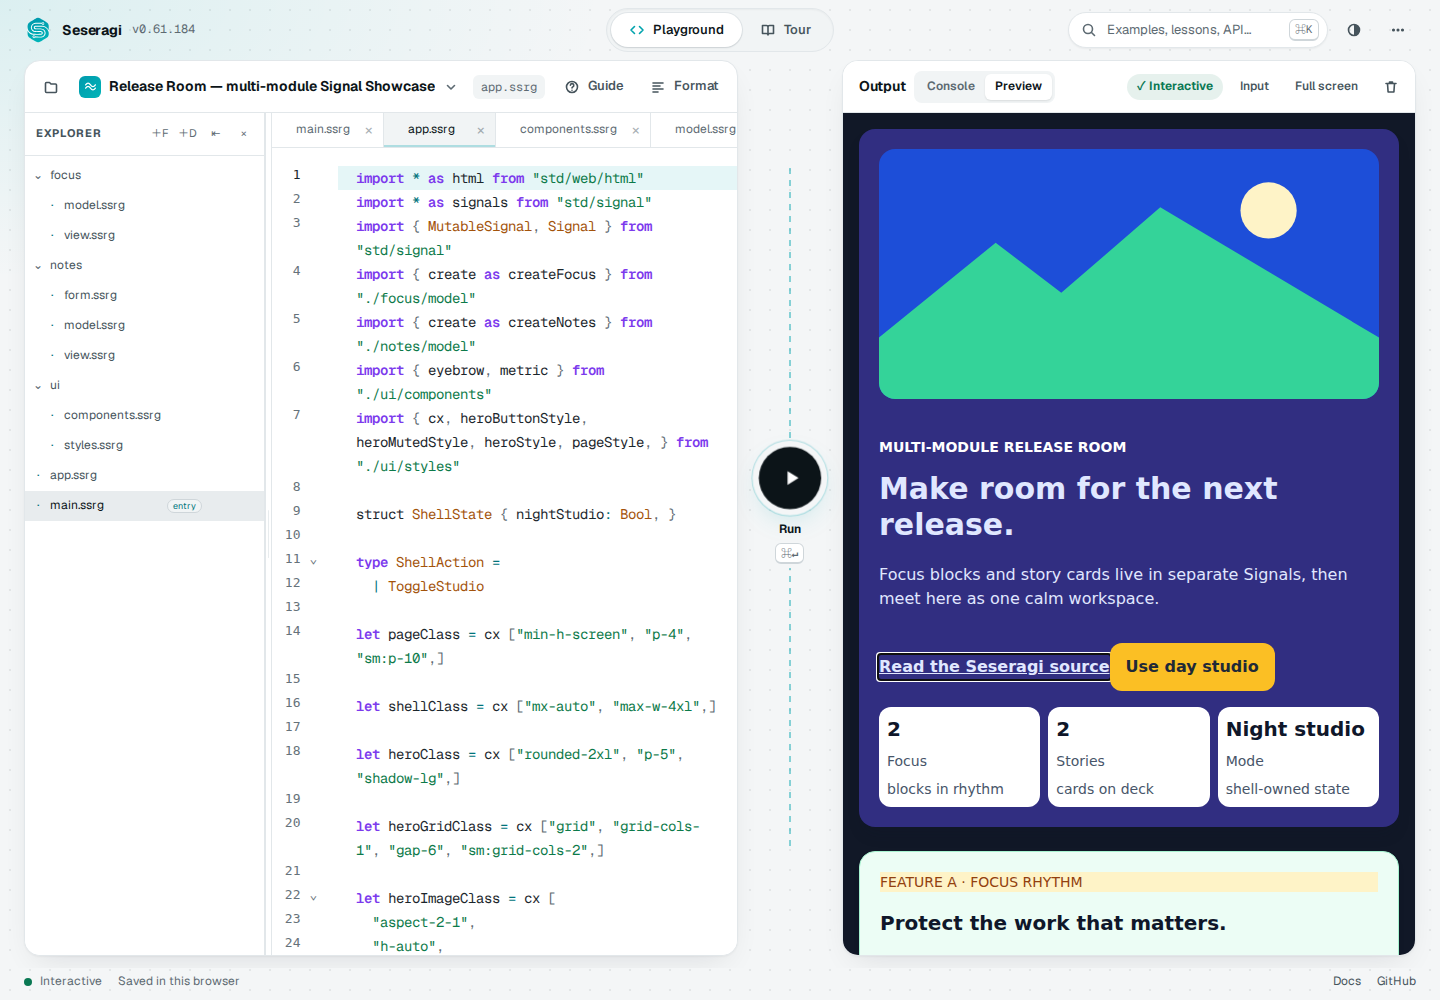 Seseragi v0.61.184
Playground
Tour
Examples, lessons, API...
⌘K
Release Room — multi-module Signal Showcase
app.ssrg
Guide
Format
EXPLORER +F +D ⇤ ×
focus
model.ssrg
view.ssrg
notes
form.ssrg
model.ssrg
view.ssrg
ui
components.ssrg
styles.ssrg
app.ssrg
main.ssrg entry
main.ssrg × app.ssrg × components.ssrg × model.ssrg
1 import * as html from "std/web/html"
2 import * as signals from "std/signal"
3 import { MutableSignal, Signal } from
"std/signal"
4 import { create as createFocus } from
"./focus/model"
5 import { create as createNotes } from
"./notes/model"
6 import { eyebrow, metric } from
"./ui/components"
7 import { cx, heroButtonStyle,
heroMutedStyle, heroStyle, pageStyle, } from
"./ui/styles"
8
9 struct ShellState { nightStudio: Bool, }
10
11 type ShellAction =
12 | ToggleStudio
13
14 let pageClass = cx ["min-h-screen", "p-4",
"sm:p-10",]
15
16 let shellClass = cx ["mx-auto", "max-w-4xl",]
17
18 let heroClass = cx ["rounded-2xl", "p-5",
"shadow-lg",]
19
20 let heroGridClass = cx ["grid", "grid-cols-
1", "gap-6", "sm:grid-cols-2",]
21
22 let heroImageClass = cx [
23 "aspect-2-1",
24 "h-auto",
Run
⌘↵
Output
Console
Preview
✓ Interactive
Input
Full screen
MULTI-MODULE RELEASE ROOM
Make room for the next
release.
Focus blocks and story cards live in separate Signals, then
meet here as one calm workspace.
Read the Seseragi source
Use day studio
2
Focus
blocks in rhythm
2
Stories
cards on deck
Night studio
Mode
shell-owned state
FEATURE A · FOCUS RHYTHM
Protect the work that matters.
Interactive
Saved in this browser
Docs
GitHub